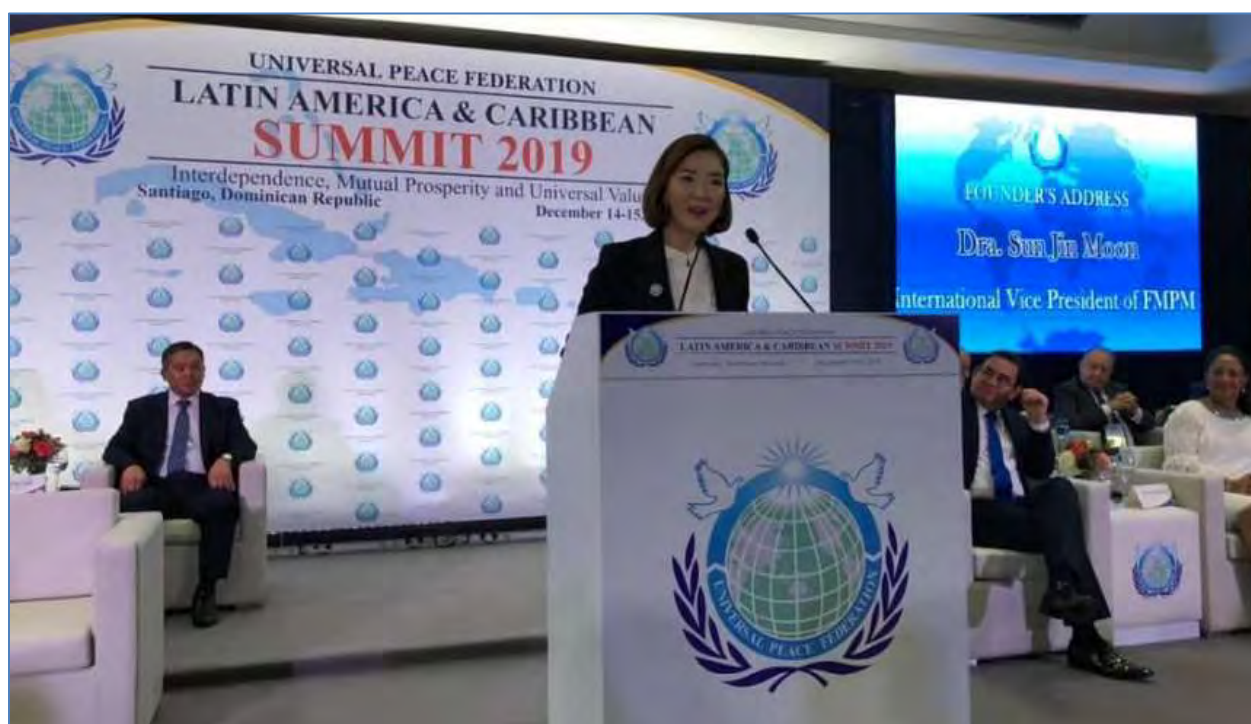 UNIVERSAL PEACE FEDERATION
LATIN AMERICA & CARIBBEAN
SUMMIT 2019
Interdependence, Mutual Prosperity and Universal Valu
Santiago, Dominican Republic
December 14-15,
FOUNDER'S ADDRESS
Dra. Sun Jin Moon
International Vice President of FMPM
LATIN AMERICA & CARIBBEAN SUMMIT 2019
UNIVERSAL PEACE FEDERATION